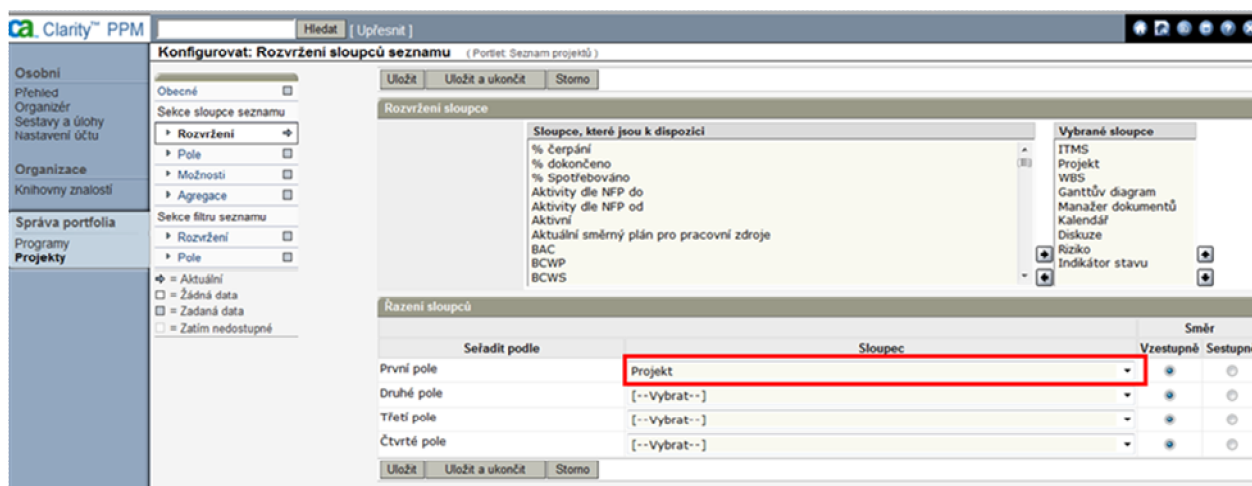 ca Clarity™ PPM
Hledat [ Upřesnit ]
Konfigurovat: Rozvržení sloupců seznamu (Portlet: Seznam projektů)
Osobní
Přehled
Organizér
Sestavy a úlohy
Nastavení účtu
Organizace
Knihovny znalostí
Správa portfolia
Programy
Projekty
Obecné
Sekce sloupce seznamu
Rozvržení
Pole
Možnosti
Agregace
Sekce filtru seznamu
Rozvržení
Pole
= Aktuální
= Žádná data
= Zadaná data
= Zatím nedostupné
Uložit Uložit a ukončit Storno
Rozvržení sloupce
Sloupce, které jsou k dispozici
% čerpání
% dokončeno
% Spotřebováno
Aktivity dle NFP do
Aktivity dle NFP od
Aktivní
Aktuální směrný plán pro pracovní zdroje
BAC
BCWP
BCWS
Vybrané sloupce
ITMS
Projekt
WBS
Ganttův diagram
Manažer dokumentů
Kalendář
Diskuze
Riziko
Indikátor stavu
Řazení sloupců
Směr
Seřadit podle Sloupec Vzestupně Sestupn
První pole Projekt
Druhé pole [--Vybrat--]
Třetí pole [--Vybrat--]
Čtvrté pole [--Vybrat--]
Uložit Uložit a ukončit Storno